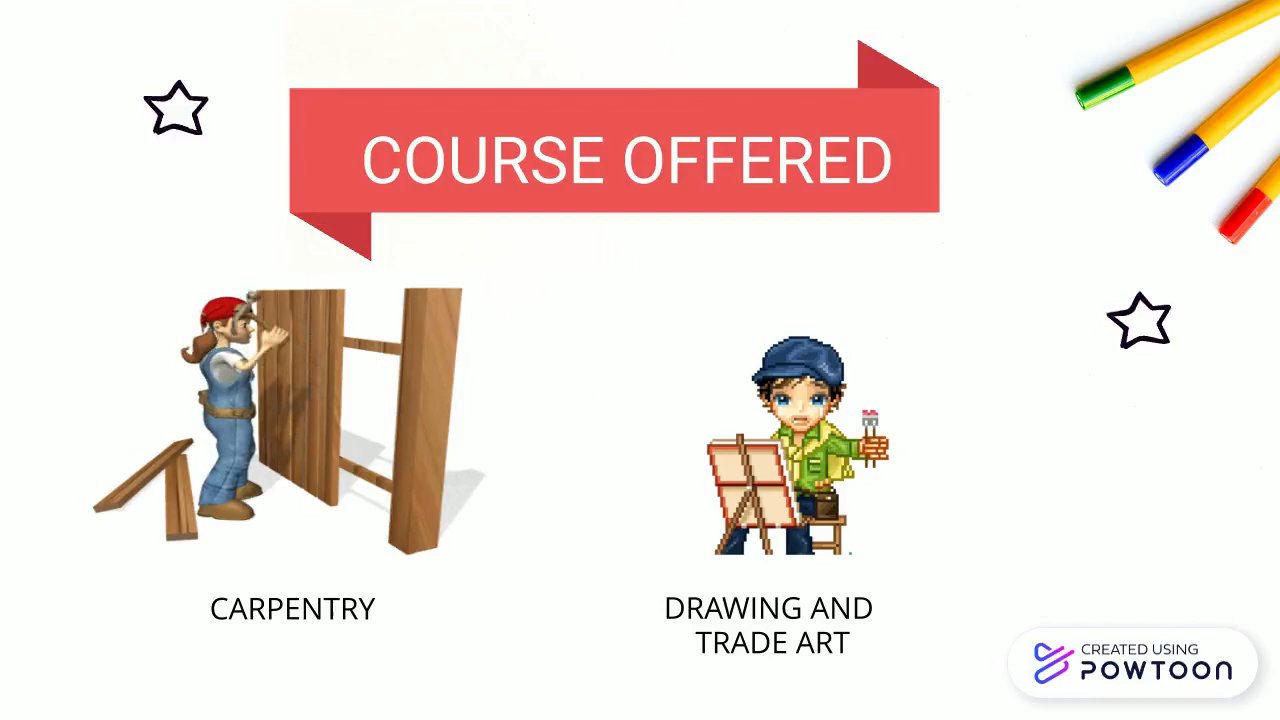 COURSE OFFERED
CARPENTRY
DRAWING AND
TRADE ART
CREATED USING
POWTOON